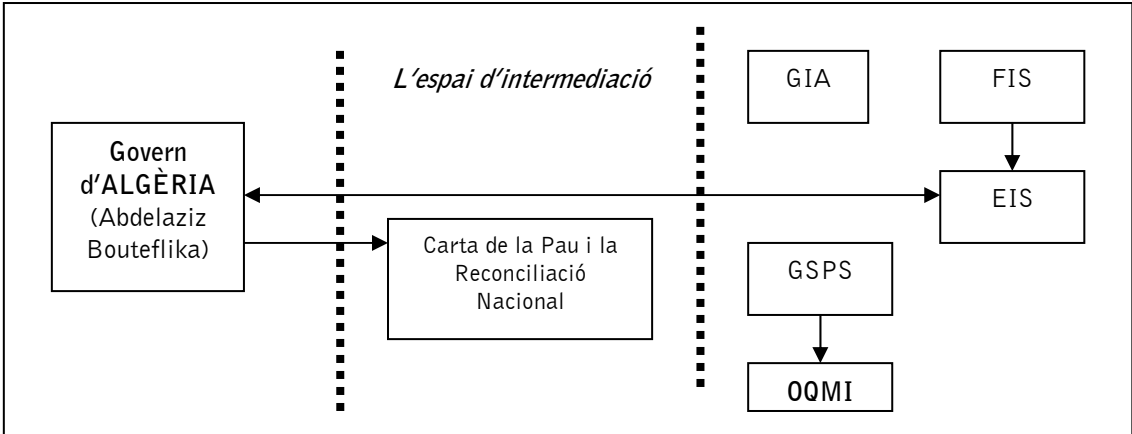 L'espai d'intermediació
GIA
FIS
Govern
d'ALGÈRIA
(Abdelaziz
Bouteflika)
EIS
Carta de la Pau i la
Reconciliació
Nacional
GSPS
OQMI